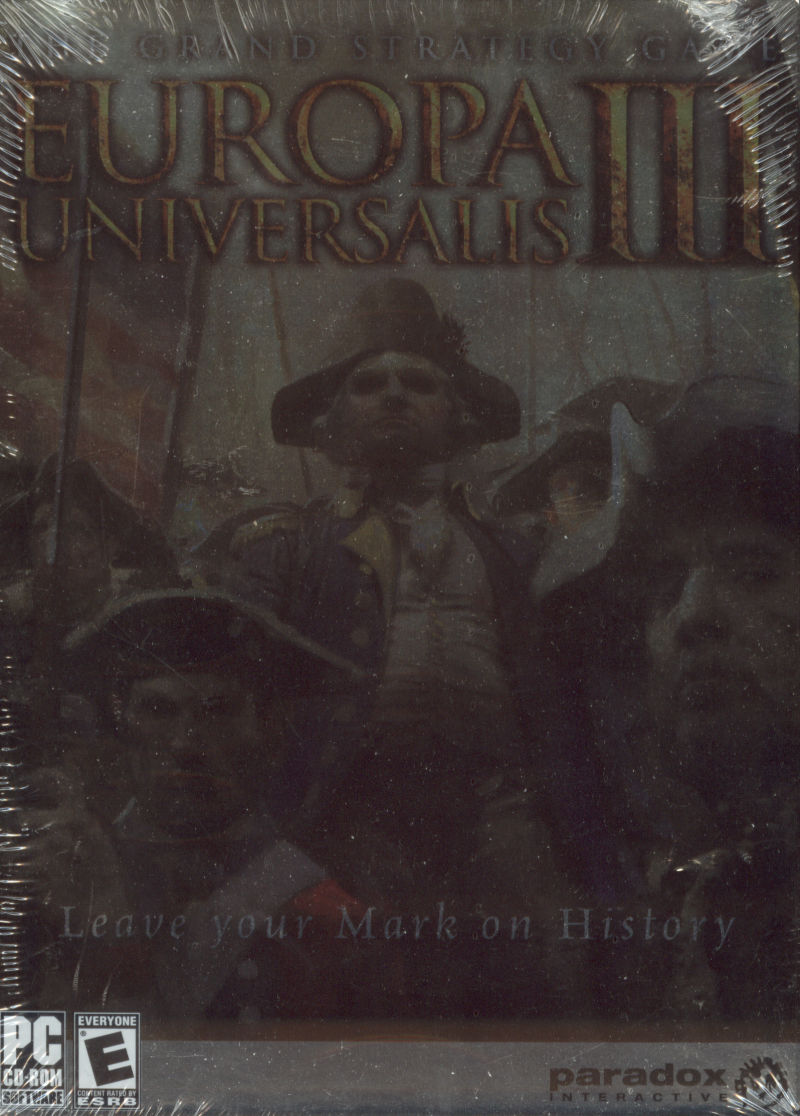 THE GRAND STRATEGY GAME
EUROPA
UNIVERSALIS III
Leave your Mark on History
PC
CD-ROM
SOFTWARE
EVERYONE
E
CONTENT RATED BY
ESRB
paradox
INTERACTIVE